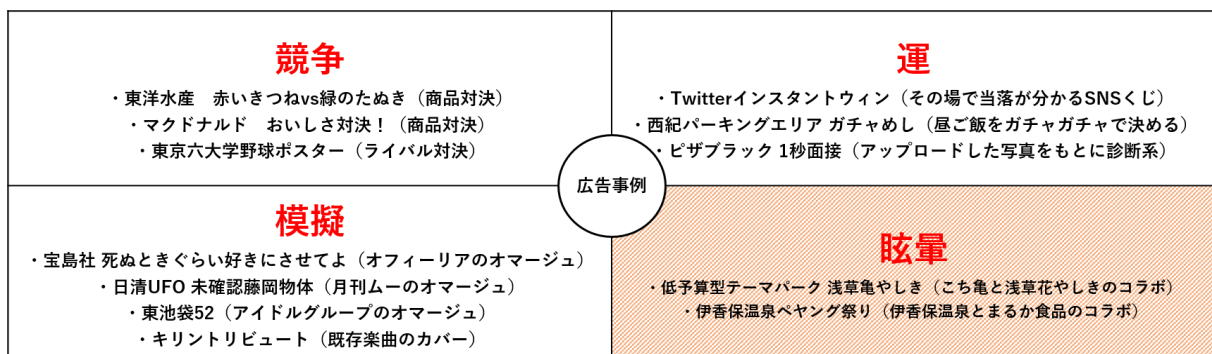 競争
・東洋水産 赤いきつねvs緑のたぬき（商品対決）
・マクドナルド おいしさ対決！（商品対決）
・東京六大学野球ポスター（ライバル対決）
運
・Twitterインスタントウィン（その場で当落が分かるSNSくじ）
・西紀パーキングエリア ガチャめし（昼ご飯をガチャガチャで決める）
・ピザブラック 1秒面接（アップロードした写真をもとに診断系）
広告事例
模擬
・宝島社 死ぬときぐらい好きにさせてよ（オフィーリアのオマージュ）
・日清UFO 未確認藤岡物体（月刊ムーのオマージュ）
・東池袋52（アイドルグループのオマージュ）
・キリントリビュート（既存楽曲のカバー）
眩暈
・低予算型テーマパーク 浅草亀やしき（こち亀と浅草花やしきのコラボ）
・伊香保温泉ペヤング祭り（伊香保温泉とまるか食品のコラボ）